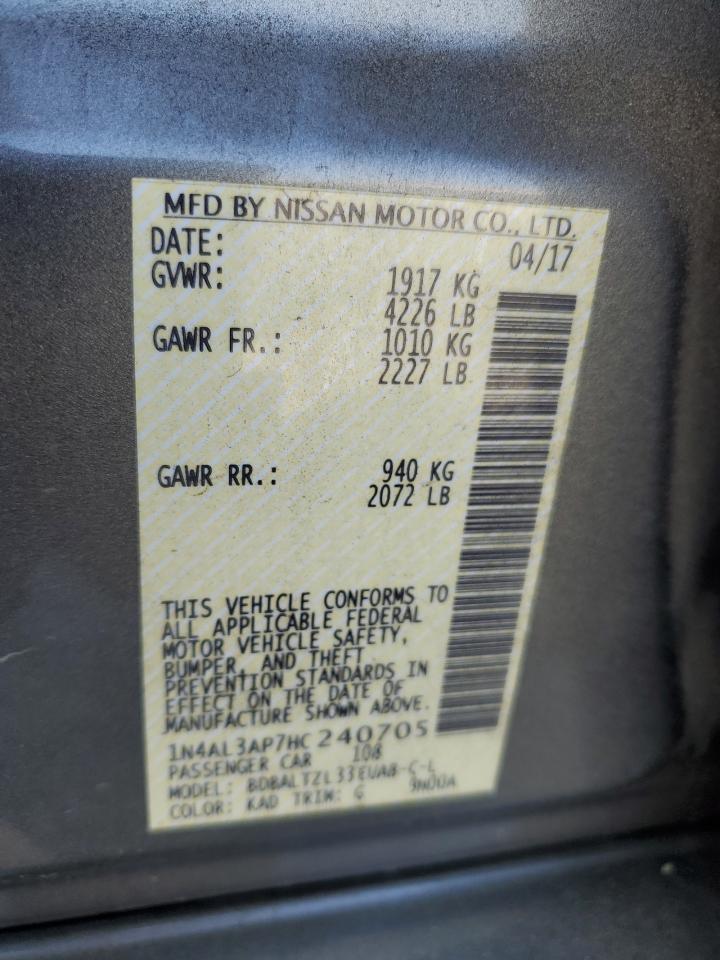 MFD BY NISSAN MOTOR CO., LTD.
DATE: 04/17
GVWR: 1917 KG
4226 LB
GAWR FR.: 1010 KG
2227 LB
GAWR RR.: 940 KG
2072 LB
THIS VEHICLE CONFORMS TO
ALL APPLICABLE FEDERAL
MOTOR VEHICLE SAFETY,
BUMPER, AND THEFT
PREVENTION STANDARDS IN
EFFECT ON THE DATE OF
MANUFACTURE SHOWN ABOVE.
1N4AL3AP7HC240705
PASSENGER CAR 108
MODEL:
COLOR: KAD TRIM: G